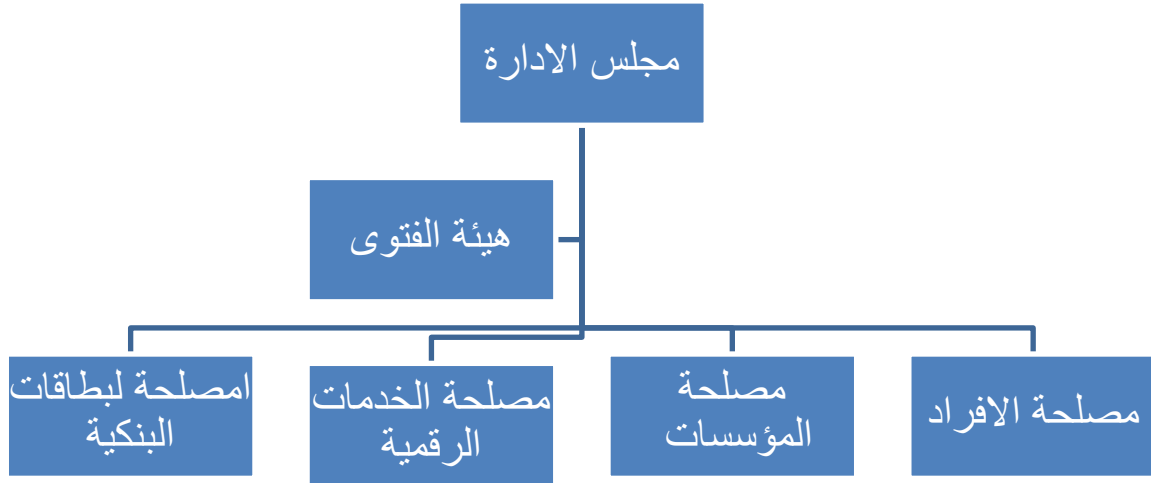 مجلس الادارة
هيئة الفتوى
مصلحة الافراد
مصلحة
المؤسسات
مصلحة الخدمات
الرقمية
امصلحة لبطاقات
البنكية